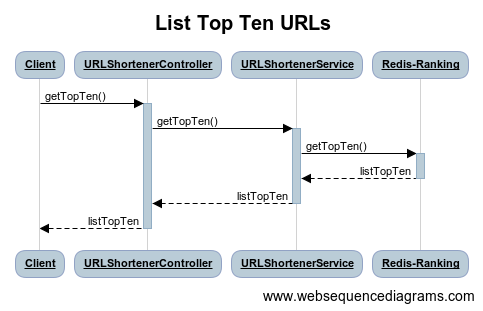 List Top Ten URLs
Client URLShortenerController URLShortenerService Redis-Ranking
getTopTen()
getTopTen()
getTopTen()
listTopTen
listTopTen
listTopTen
Client URLShortenerController URLShortenerService Redis-Ranking
www.websequencediagrams.com